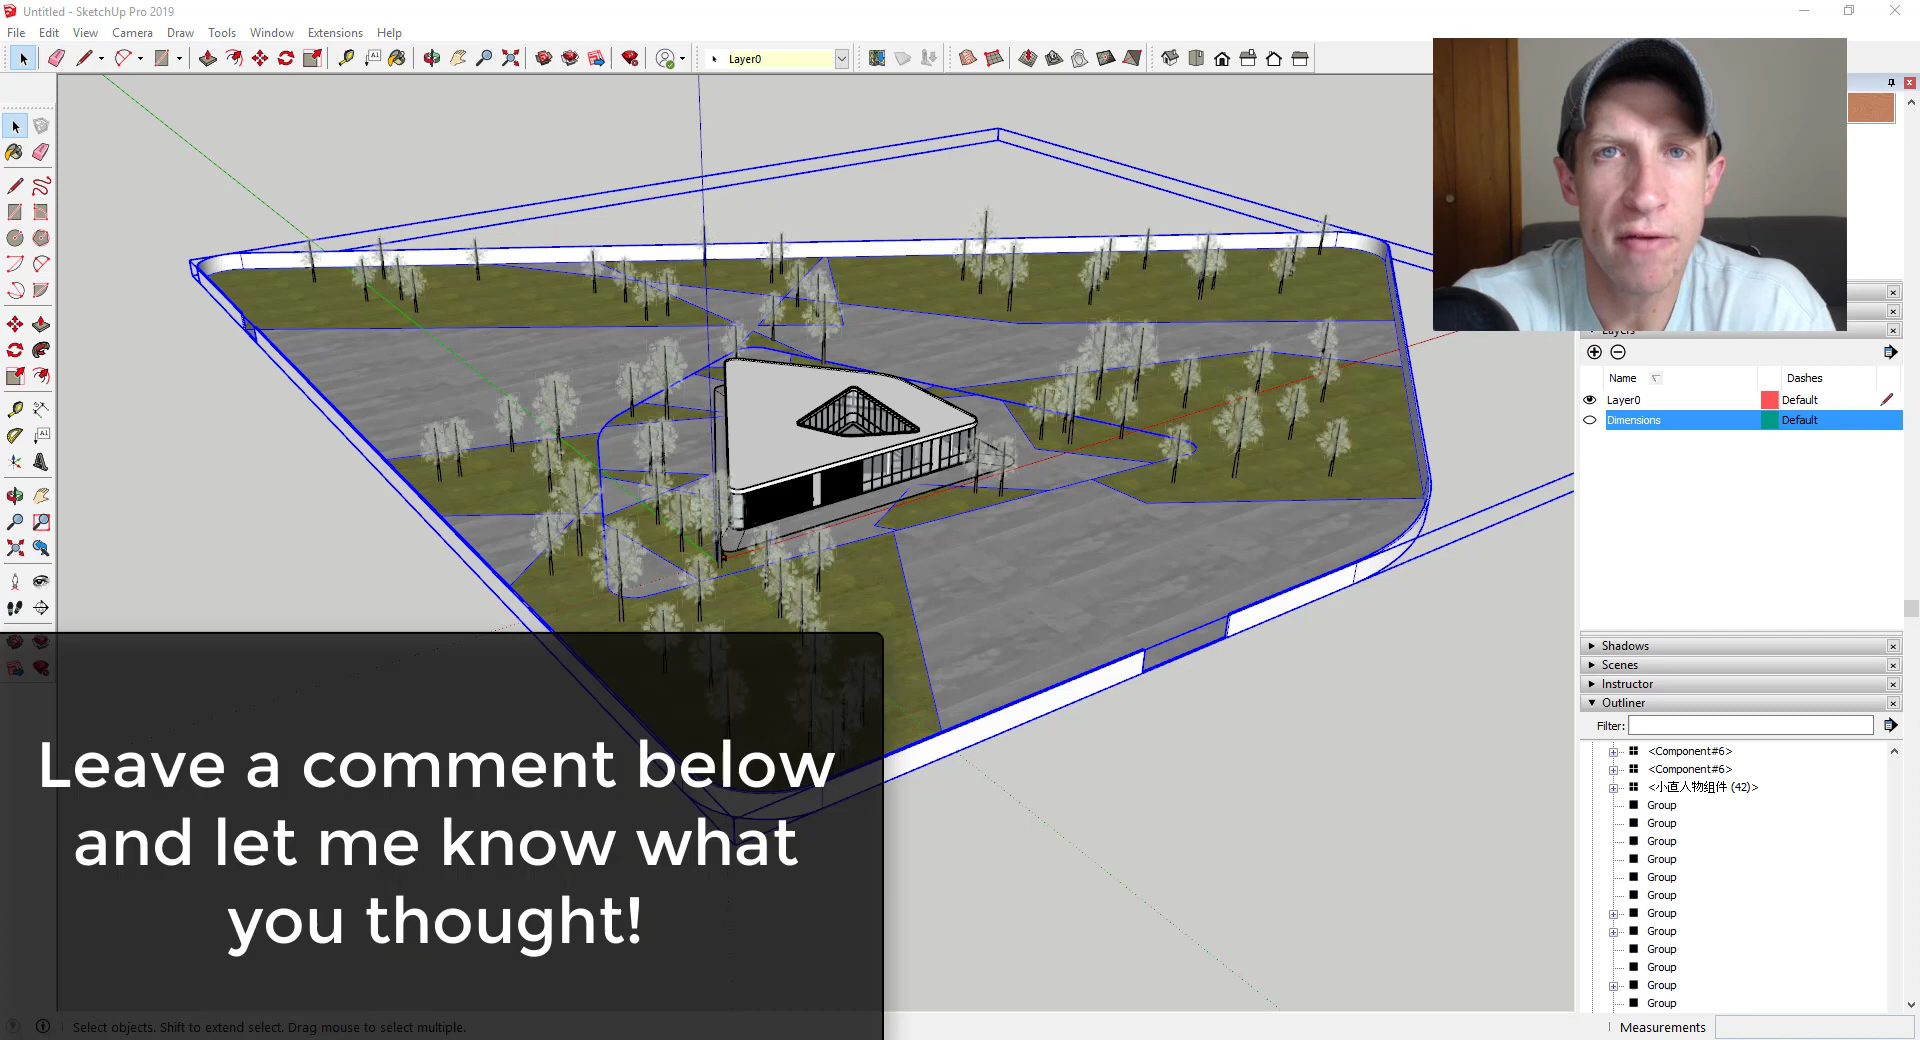 Untitled - SketchUp Pro 2019
File Edit View Camera Draw Tools Window Extensions Help
Layer0
Name Dashes
Layer0 Default
Dimensions Default
Shadows
Scenes
Instructor
Outliner
Filter:
<Component#6>
<Component#6>
<小直人物组件 (42)>
Group
Group
Group
Group
Group
Group
Group
Group
Group
Group
Group
Group
Leave a comment below
and let me know what
you thought!
Select objects. Shift to extend select. Drag mouse to select multiple.
Measurements